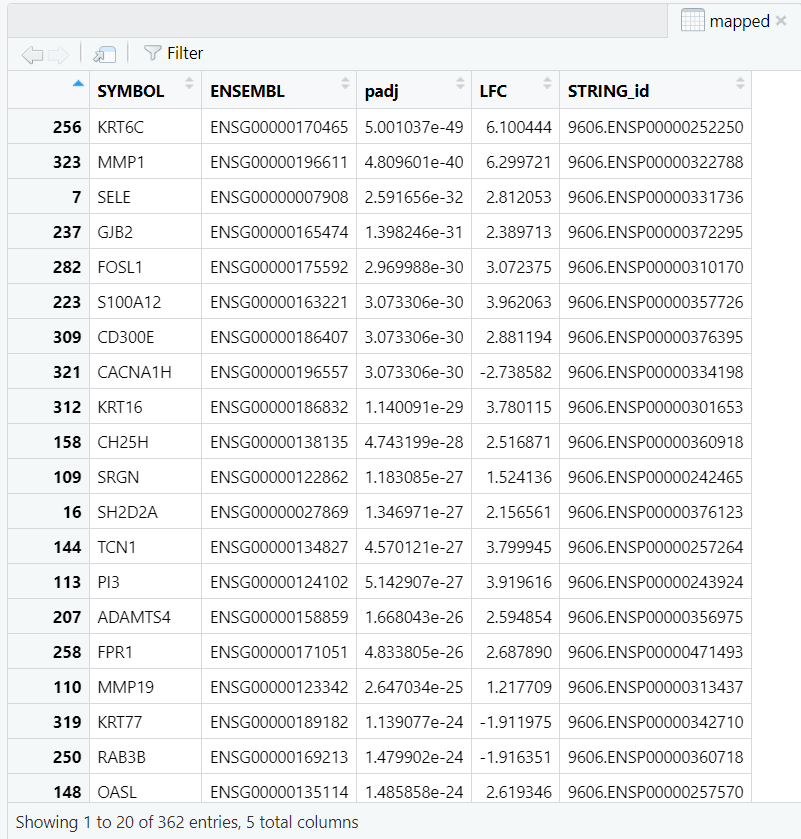 mapped
Filter
SYMBOL ENSEMBL padj LFC STRING_id
256 KRT6C ENSG00000170465 5.001037e-49 6.100444 9606.ENSP00000252250
323 MMP1 ENSG00000196611 4.809601e-40 6.299721 9606.ENSP00000322788
7 SELE ENSG00000007908 2.591656e-32 2.812053 9606.ENSP00000331736
237 GJB2 ENSG00000165474 1.398246e-31 2.389713 9606.ENSP00000372295
282 FOSL1 ENSG00000175592 2.969988e-30 3.072375 9606.ENSP00000310170
223 S100A12 ENSG00000163221 3.073306e-30 3.962063 9606.ENSP00000357726
309 CD300E ENSG00000186407 3.073306e-30 2.881194 9606.ENSP00000376395
321 CACNA1H ENSG00000196557 3.073306e-30 -2.738582 9606.ENSP00000334198
312 KRT16 ENSG00000186832 1.140091e-29 3.780115 9606.ENSP00000301653
158 CH25H ENSG00000138135 4.743199e-28 2.516871 9606.ENSP00000360918
109 SRGN ENSG00000122862 1.183085e-27 1.524136 9606.ENSP00000242465
16 SH2D2A ENSG00000027869 1.346971e-27 2.156561 9606.ENSP00000376123
144 TCN1 ENSG00000134827 4.570121e-27 3.799945 9606.ENSP00000257264
113 PI3 ENSG00000124102 5.142907e-27 3.919616 9606.ENSP00000243924
207 ADAMTS4 ENSG00000158859 1.668043e-26 2.594854 9606.ENSP00000356975
258 FPR1 ENSG00000171051 4.833805e-26 2.687890 9606.ENSP00000471493
110 MMP19 ENSG00000123342 2.647034e-25 1.217709 9606.ENSP00000313437
319 KRT77 ENSG00000189182 1.139077e-24 -1.911975 9606.ENSP00000342710
250 RAB3B ENSG00000169213 1.479902e-24 -1.916351 9606.ENSP00000360718
148 OASL ENSG00000135114 1.485858e-24 2.619346 9606.ENSP00000257570
Showing 1 to 20 of 362 entries, 5 total columns